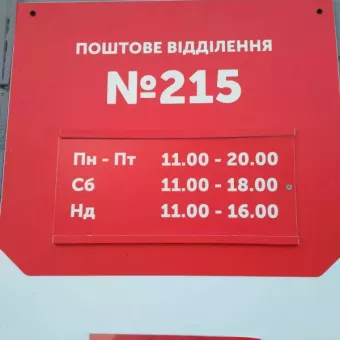 ПОШТОВЕ ВІДДІЛЕННЯ
№215
Пн - Пт 11.00 - 20.00
Сб 11.00 - 18.00
Нд 11.00 - 16.00